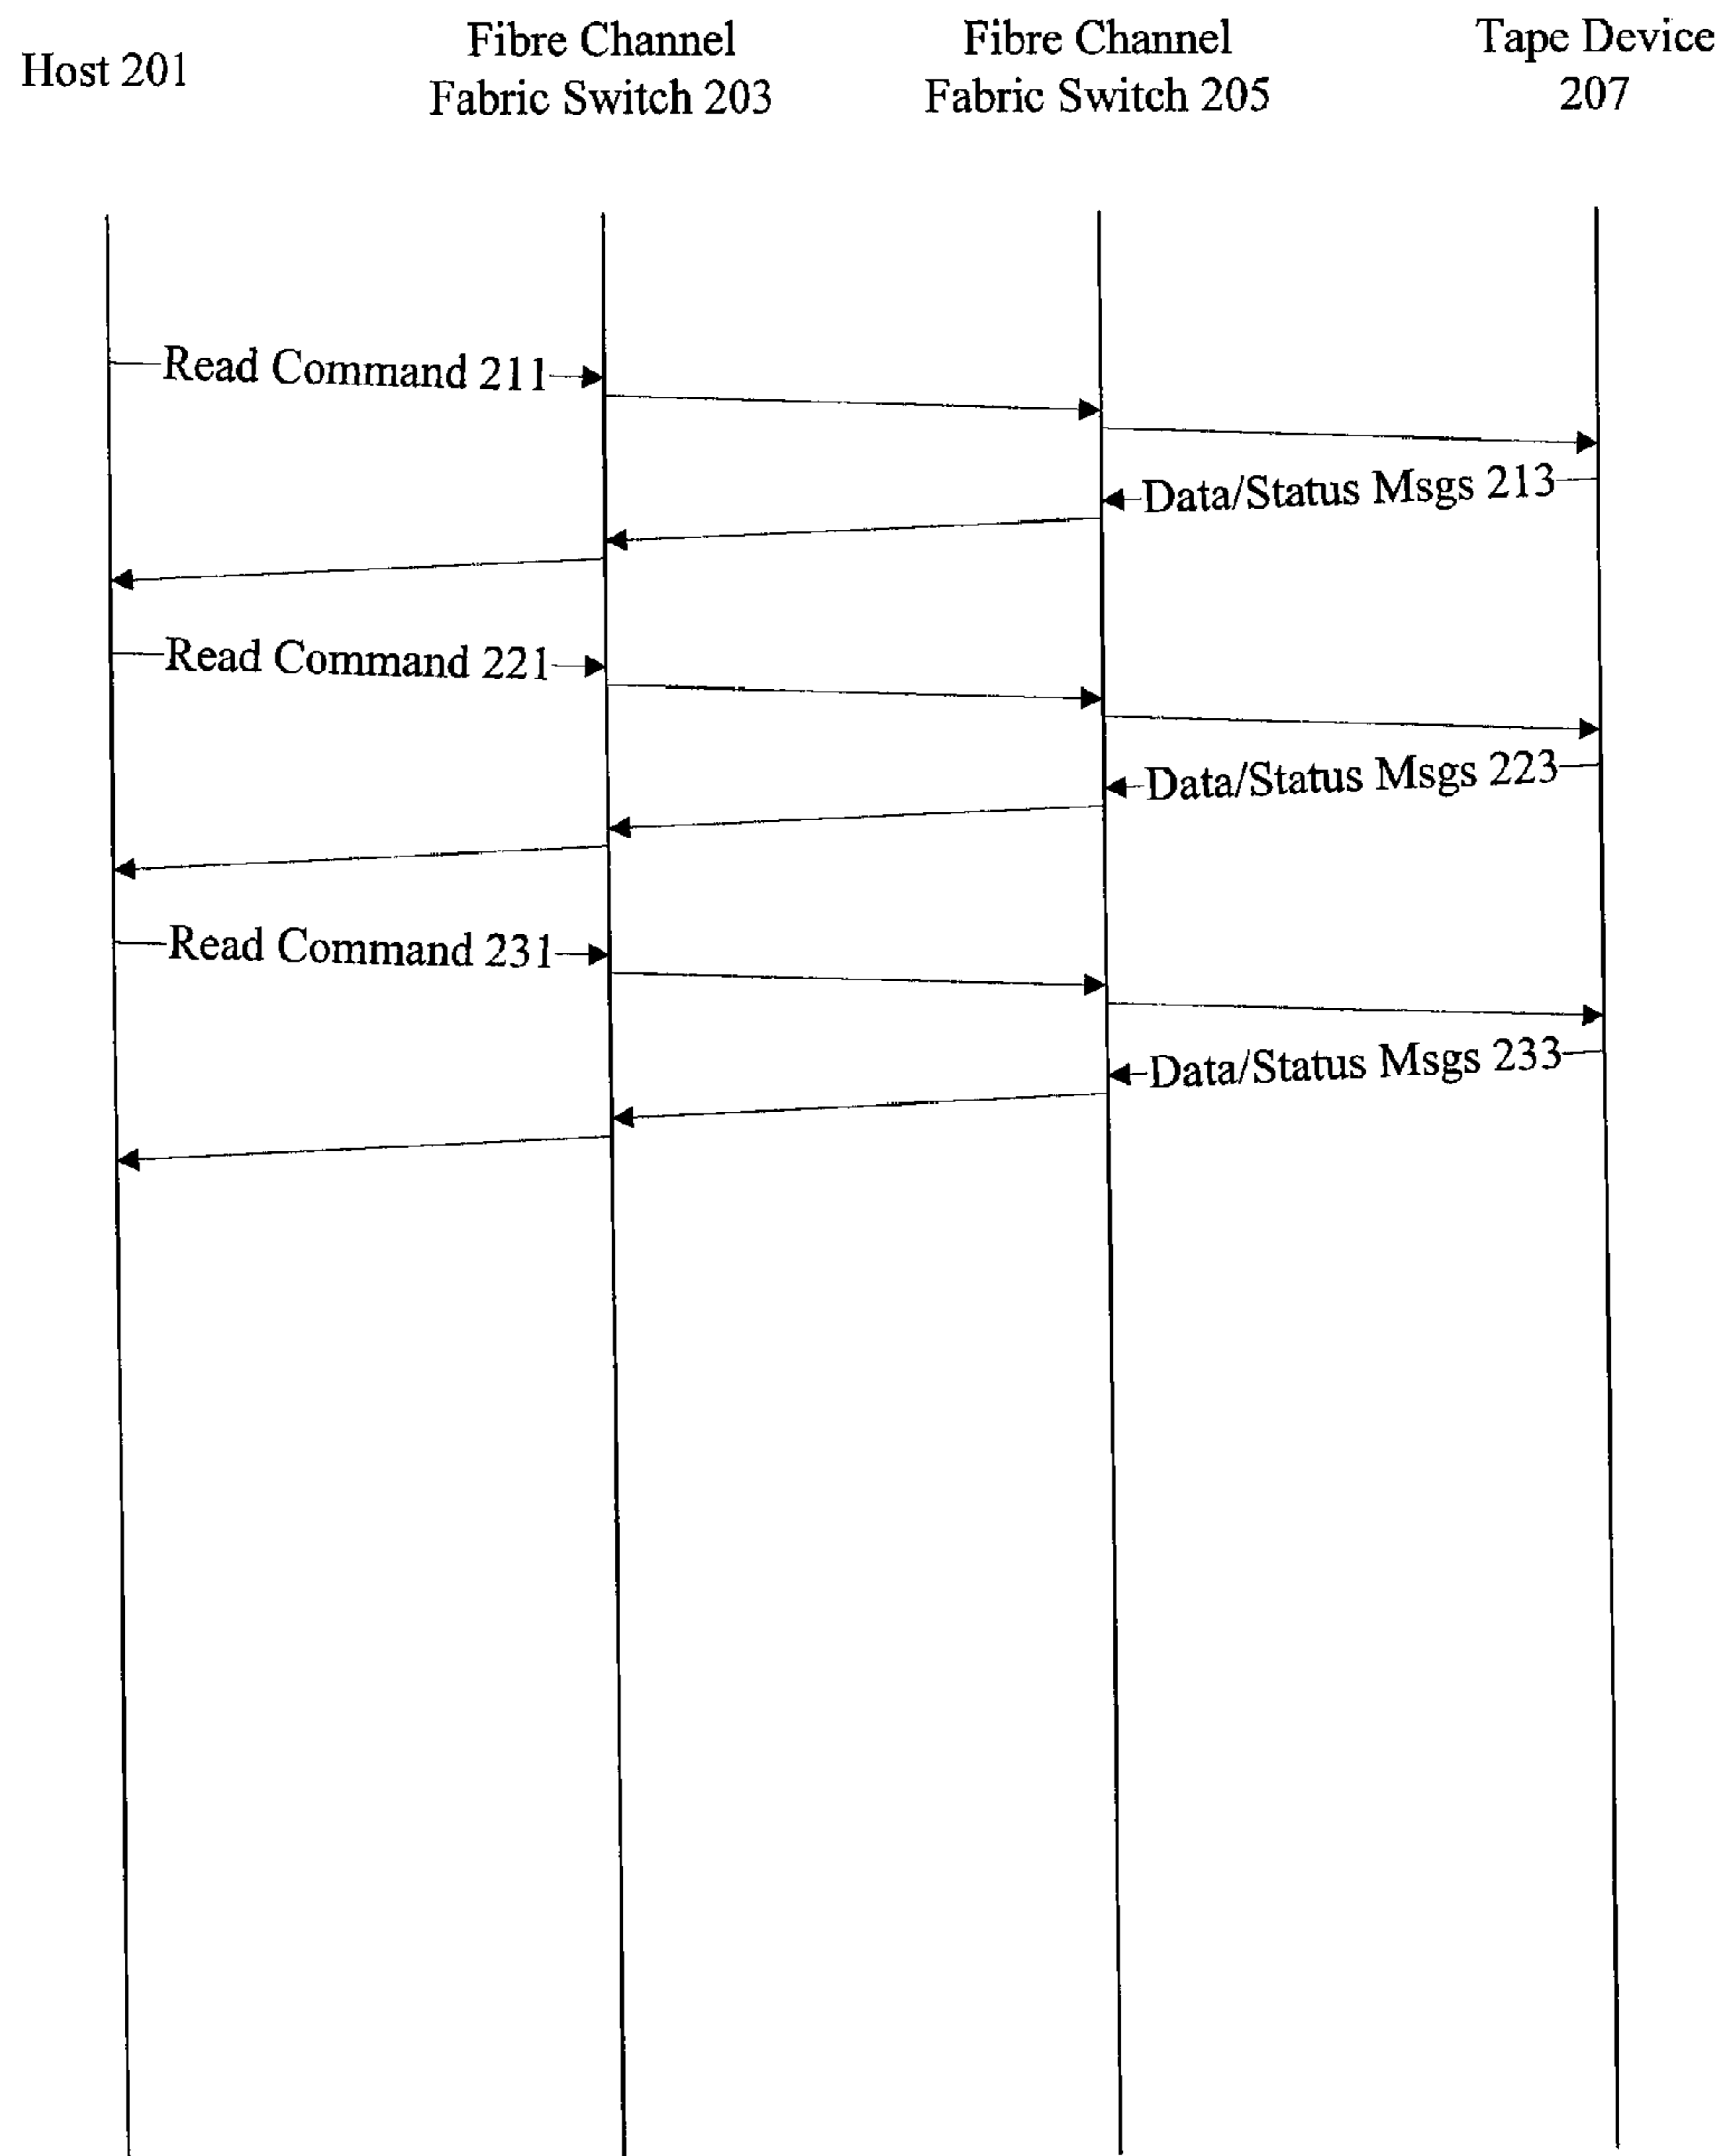 Host 201
Fibre Channel
Fabric Switch 203
Fibre Channel
Fabric Switch 205
Tape Device
207
Read Command 211
Data/Status Msgs 213
Read Command 221
Data/Status Msgs 223
Read Command 231
Data/Status Msgs 233